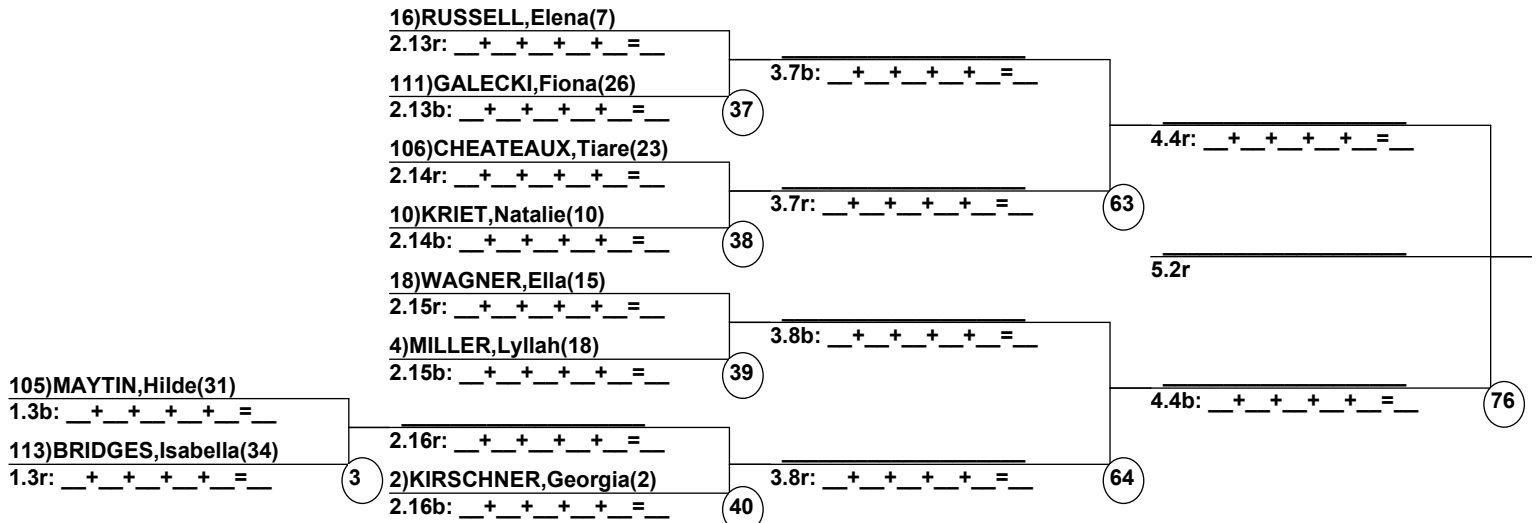 16)RUSSELL,Elena(7)
2.13r: __+__+__+__+__=__
111)GALECKI,Fiona(26)
2.13b: __+__+__+__+__=__
37
106)CHEATEAUX,Tiare(23)
2.14r: __+__+__+__+__=__
10)KRIET,Natalie(10)
2.14b: __+__+__+__+__=__
38
18)WAGNER,Ella(15)
2.15r: __+__+__+__+__=__
4)MILLER,Lyllah(18)
2.15b: __+__+__+__+__=__
39
105)MAYTIN,Hilde(31)
1.3b: __+__+__+__+__=__
113)BRIDGES,Isabella(34)
1.3r: __+__+__+__+__=__
3
2.16r: __+__+__+__+__=__
2)KIRSCHNER,Georgia(2)
2.16b: __+__+__+__+__=__
40
3.7b: __+__+__+__+__=__
3.7r: __+__+__+__+__=__
63
3.8b: __+__+__+__+__=__
3.8r: __+__+__+__+__=__
64
4.4r: __+__+__+__+__=__
5.2r
4.4b: __+__+__+__+__=__
76